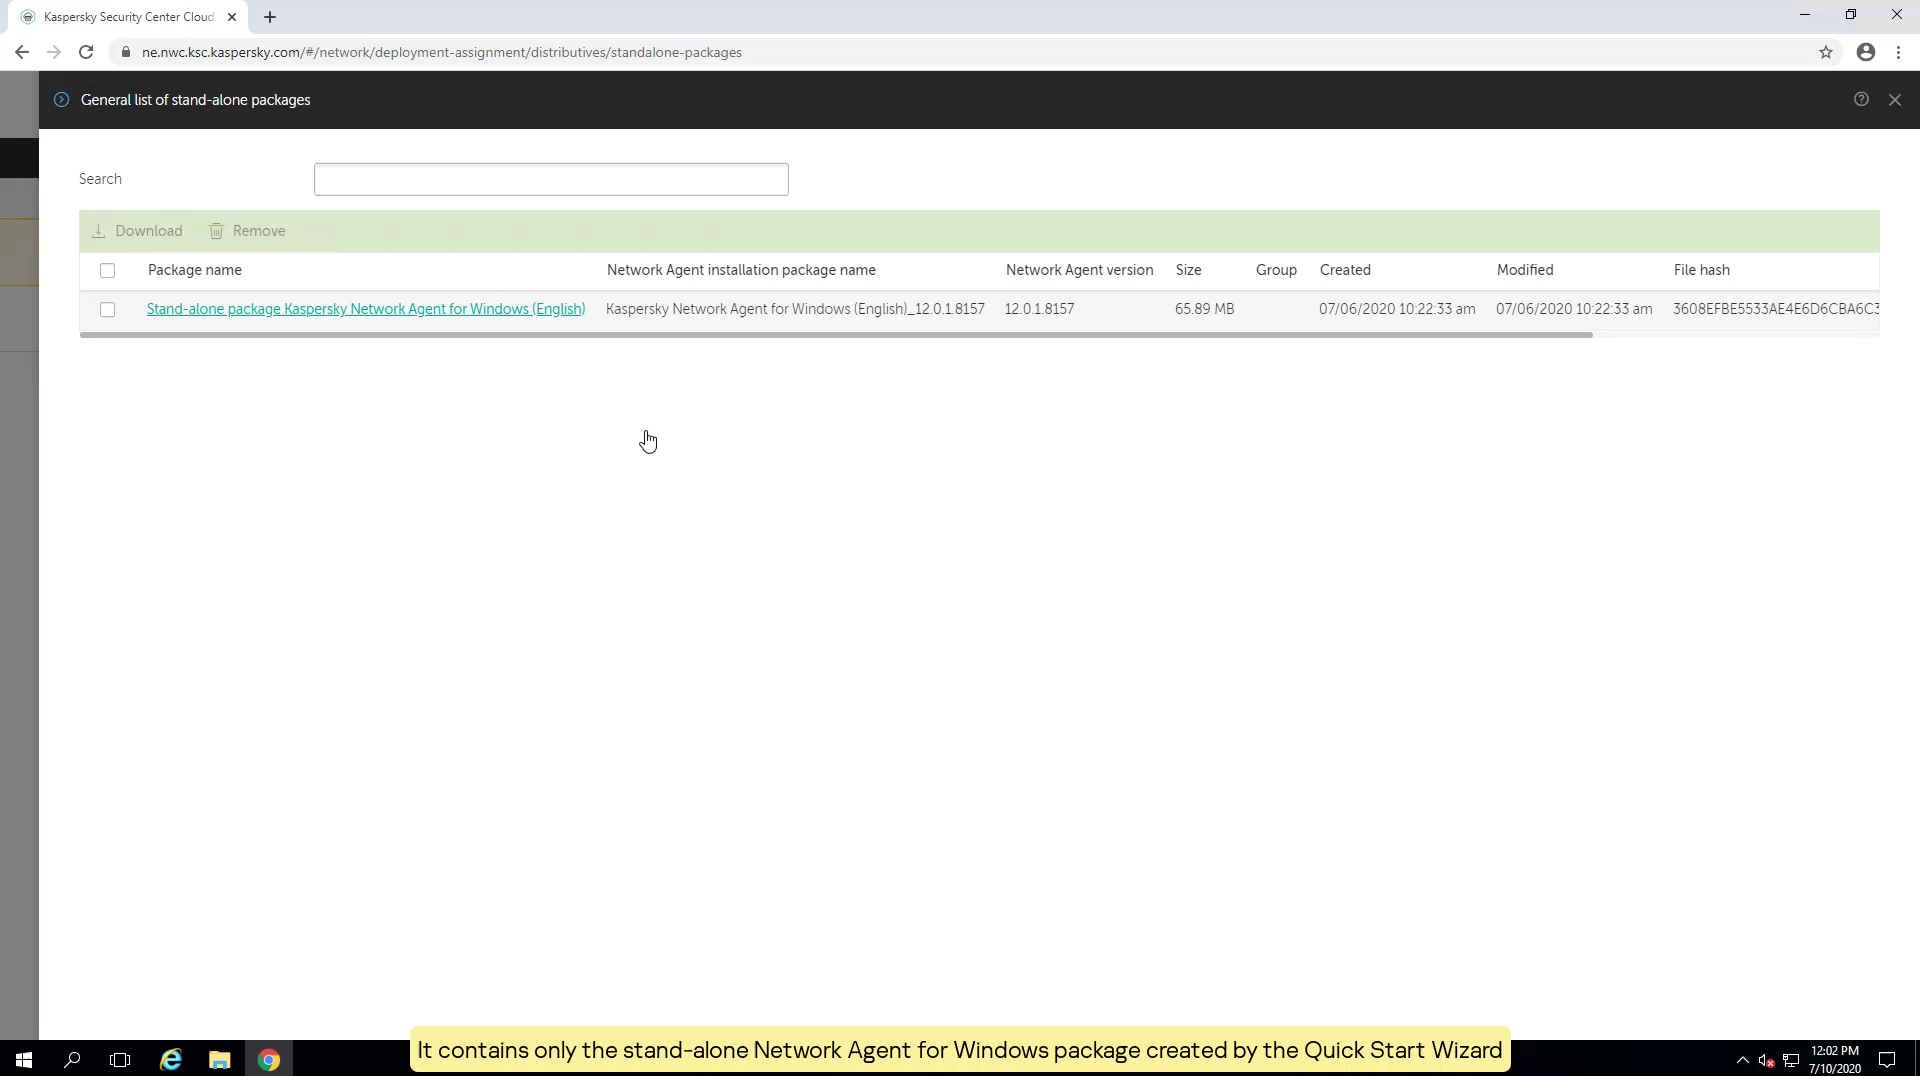 Kaspersky Security Center Cloud
ne.nwc.ksc.kaspersky.com/#/network/deployment-assignment/distributives/standalone-packages
General list of stand-alone packages
Search
Download Remove
Package name Network Agent installation package name Network Agent version Size Group Created Modified File hash
Stand-alone package Kaspersky Network Agent for Windows (English) Kaspersky Network Agent for Windows (English)_12.0.1.8157 12.0.1.8157 65.89 MB 07/06/2020 10:22:33 am 07/06/2020 10:22:33 am 3608EFBE5533AE4E6D6CBA6C3
It contains only the stand-alone Network Agent for Windows package created by the Quick Start Wizard
12:02 PM
7/10/2020